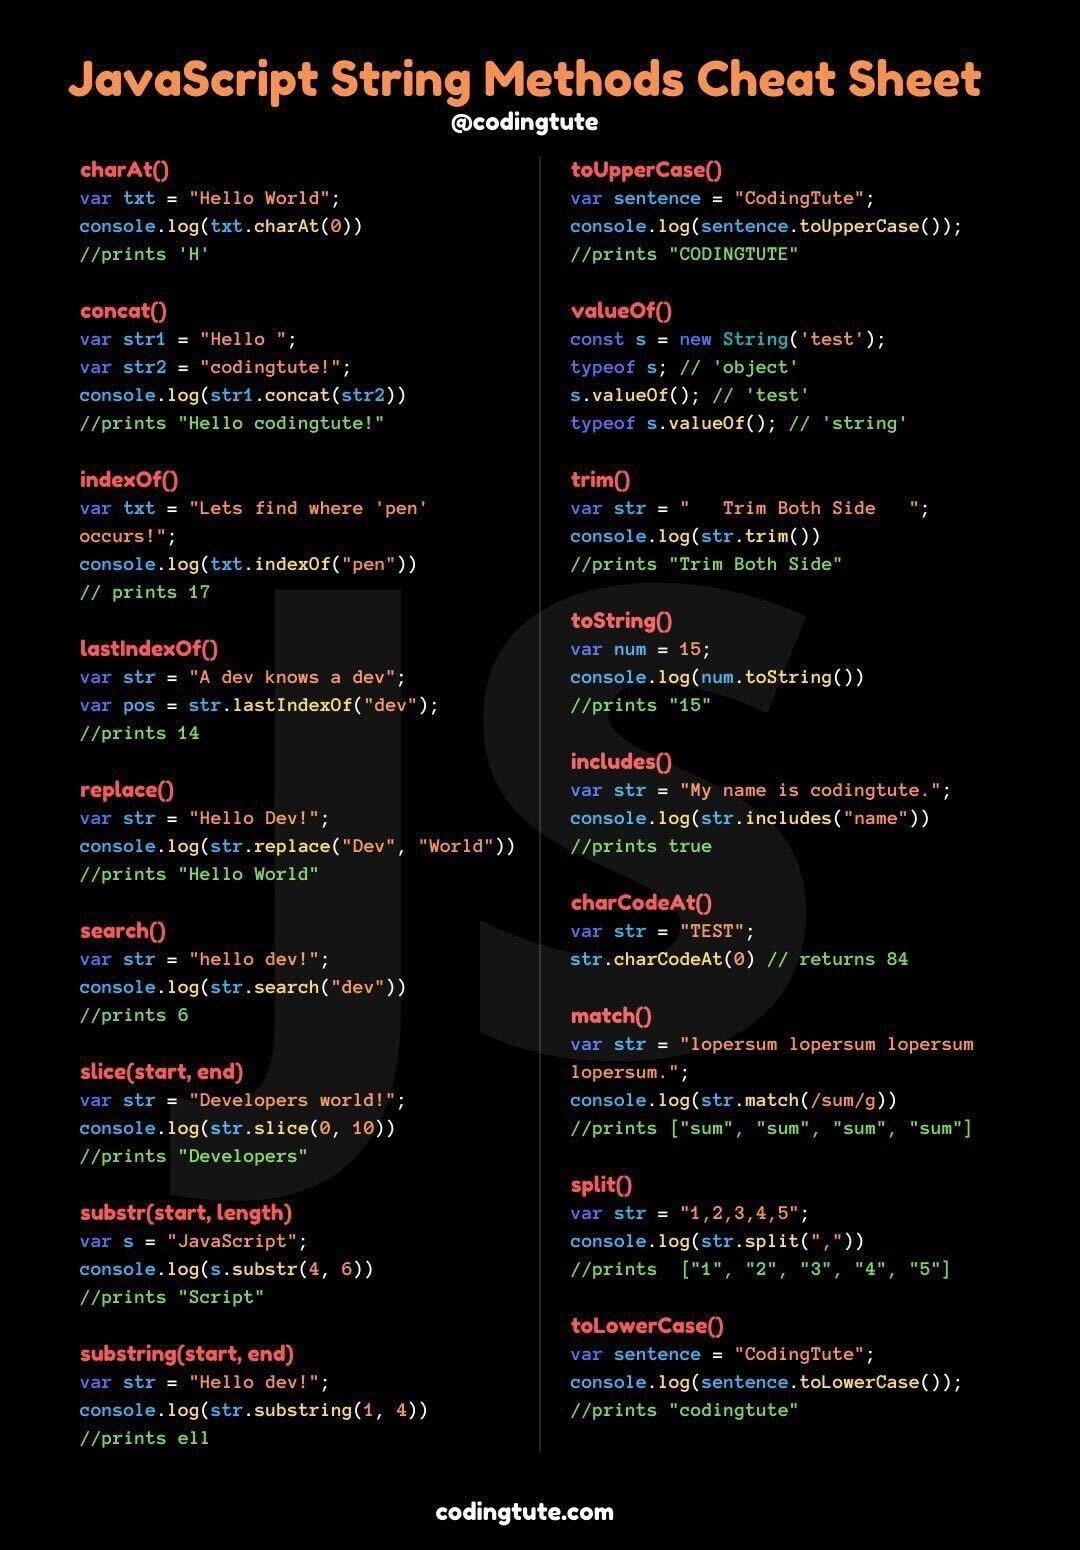 JavaScript String Methods Cheat Sheet
@codingtute
charAt()
var txt = "Hello World";
console.log(txt.charAt(0))
//prints 'H'
concat()
var str1 = "Hello ";
var str2 = "codingtute!";
console.log(str1.concat(str2))
//prints "Hello codingtute!"
indexOf()
var txt = "Lets find where 'pen'
occurs!";
console.log(txt.indexOf("pen"))
// prints 17
lastIndexOf()
var str = "A dev knows a dev";
var pos = str.lastIndexOf("dev");
//prints 14
replace()
var str = "Hello Dev!";
console.log(str.replace("Dev", "World"))
//prints "Hello World"
search()
var str = "hello dev!";
console.log(str.search("dev"))
//prints 6
slice(start, end)
var str = "Developers world!";
console.log(str.slice(0, 10))
//prints "Developers"
substr(start, length)
var s = "JavaScript";
console.log(s.substr(4, 6))
//prints "Script"
substring(start, end)
var str = "Hello dev!";
console.log(str.substring(1, 4))
//prints ell
toUpperCase()
var sentence = "CodingTute";
console.log(sentence.toUpperCase());
//prints "CODINGTUTE"
valueOf()
const s = new String('test');
typeof s; // 'object'
s.valueOf(); // 'test'
typeof s.valueOf(); // 'string'
trim()
var str = "   Trim Both Side   ";
console.log(str.trim())
//prints "Trim Both Side"
toString()
var num = 15;
console.log(num.toString())
//prints "15"
includes()
var str = "My name is codingtute.";
console.log(str.includes("name"))
//prints true
charCodeAt()
var str = "TEST";
str.charCodeAt(0) // returns 84
match()
var str = "lopersum lopersum lopersum
lopersum.";
console.log(str.match(/sum/g))
//prints ["sum", "sum", "sum", "sum"]
split()
var str = "1,2,3,4,5";
console.log(str.split(","))
//prints  ["1", "2", "3", "4", "5"]
toLowerCase()
var sentence = "CodingTute";
console.log(sentence.toLowerCase());
//prints "codingtute"
JS
codingtute.com